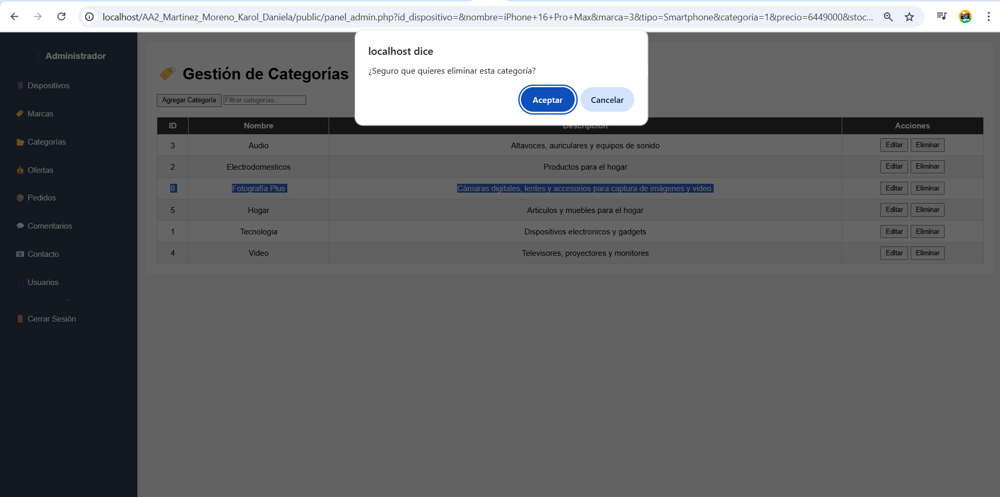 localhost/AA2_Martinez_Moreno_Karol_Daniela/public/panel_admin.php?id_dispositivo=&nombre=iPhone+16+Pro+Max&marca=3&tipo=Smartphone&categoria=1&precio=6449000&stoc...
localhost dice
¿Seguro que quieres eliminar esta categoría?
Aceptar Cancelar
Administrador
Dispositivos
Marcas
Categorías
Ofertas
Pedidos
Comentarios
Contacto
Usuarios
.
Cerrar Sesión
Gestión de Categorías
Agregar Categoría Filtrar categorías...
ID Nombre Descripción Acciones
3 Audio Altavoces, auriculares y equipos de sonido Editar Eliminar
2 Electrodomesticos Productos para el hogar Editar Eliminar
8 Fotografía Plus Cámaras digitales, lentes y accesorios para captura de imágenes y video. Editar Eliminar
5 Hogar Articulos y muebles para el hogar Editar Eliminar
1 Tecnologia Dispositivos electronicos y gadgets Editar Eliminar
4 Video Televisores, proyectores y monitores Editar Eliminar